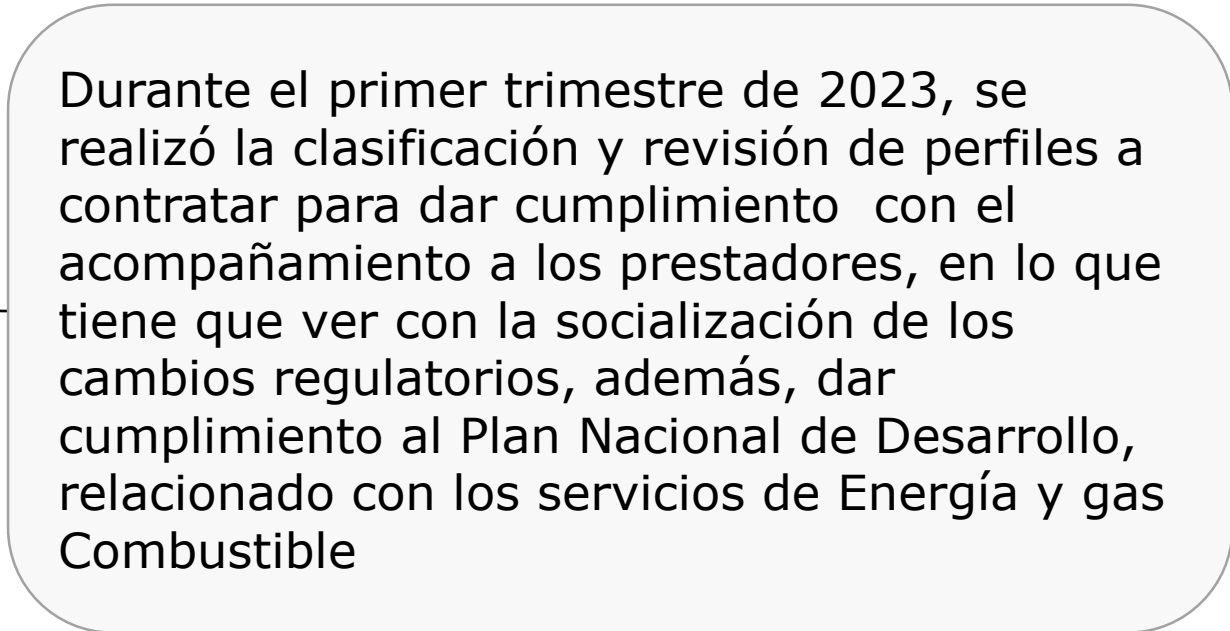 Durante el primer trimestre de 2023, se
realizó la clasificación y revisión de perfiles a
contratar para dar cumplimiento  con el
acompañamiento a los prestadores, en lo que
tiene que ver con la socialización de los
cambios regulatorios, además, dar
cumplimiento al Plan Nacional de Desarrollo,
relacionado con los servicios de Energía y gas
Combustible